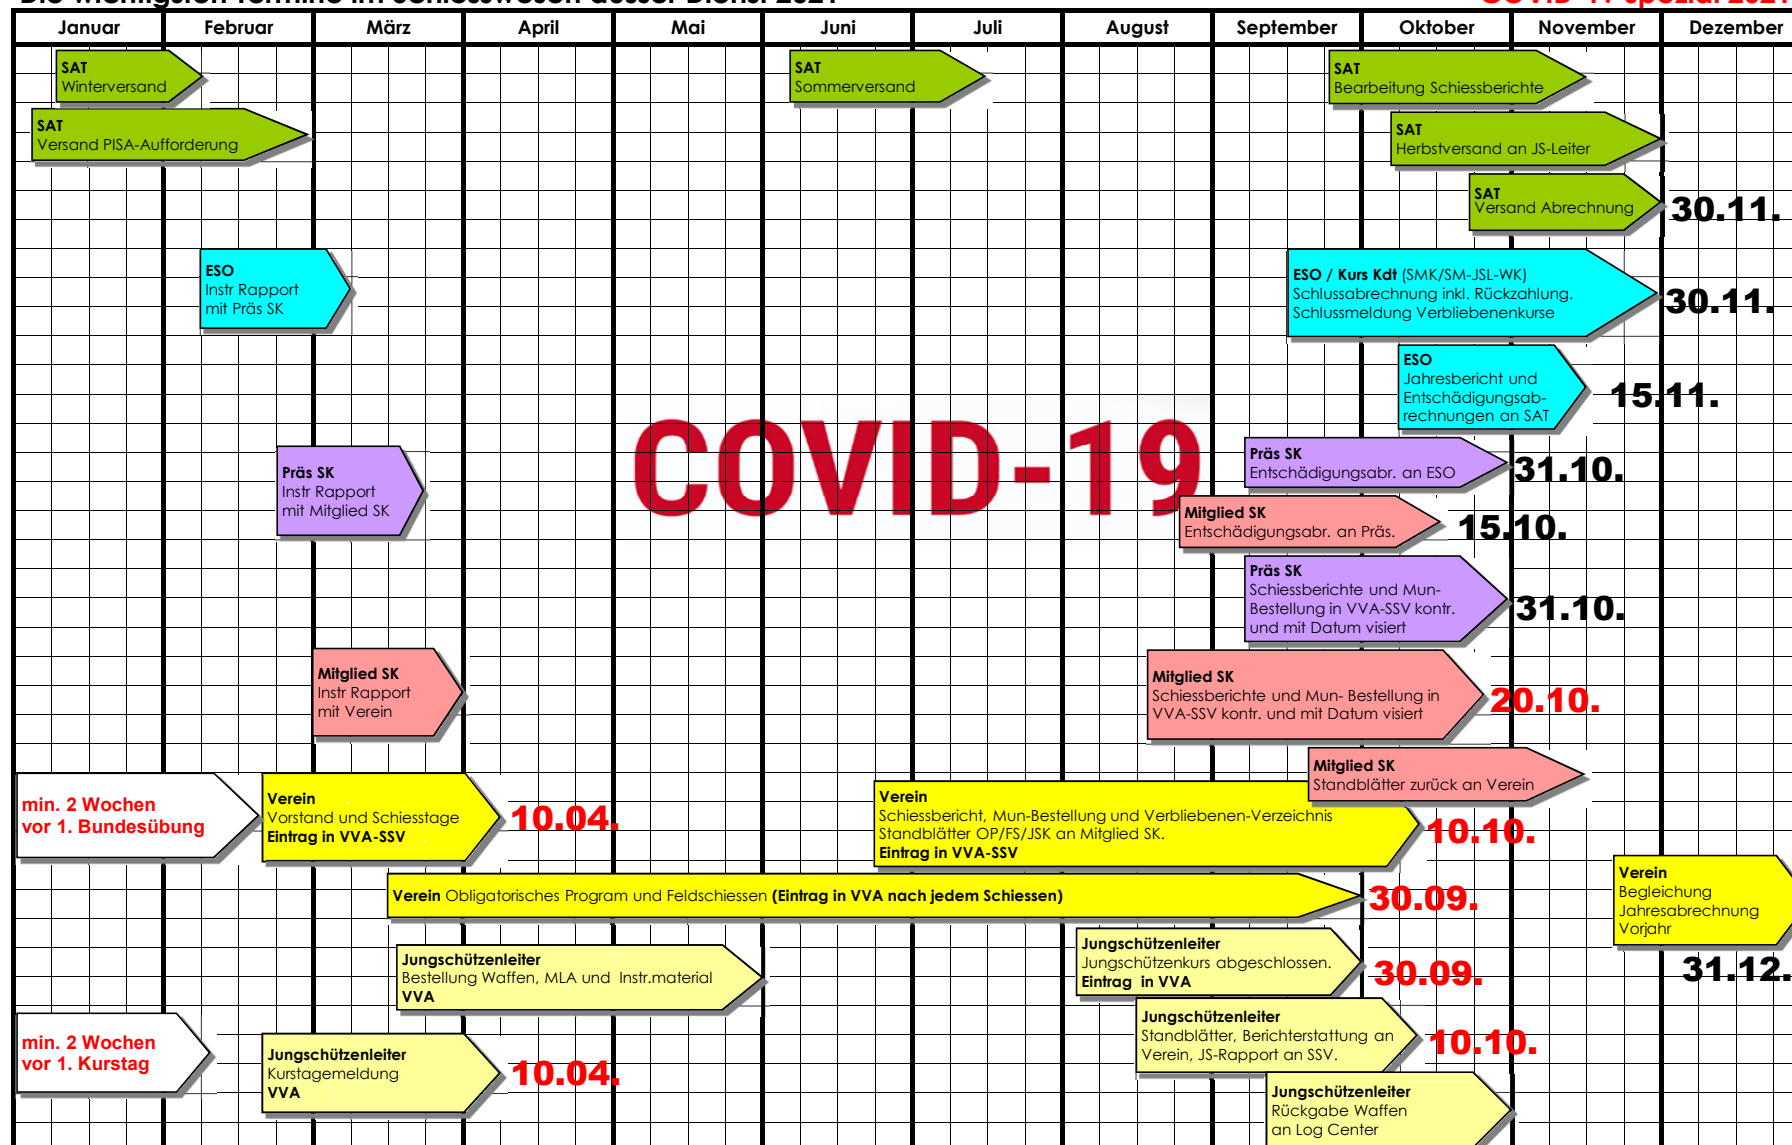 Die wichtigsten Termine im Schiesswesen ausser Dienst 2021
COVID-19 spezial 2021
Januar Februar März April Mai Juni Juli August September Oktober November Dezember
SAT
Winterversand
SAT
Sommerversand
SAT
Bearbeitung Schiessberichte
SAT
Versand PISA-Aufforderung
SAT
Herbstversand an JS-Leiter
SAT
Versand Abrechnung
30.11.
ESO
Instr Rapport
mit Präs SK
ESO / Kurs Kdt (SMK/SM-JSL-WK)
Schlussabrechnung inkl. Rückzahlung.
Schlussmeldung Verbliebenenkurse
30.11.
ESO
Jahresbericht und
Entschädigungsab-
rechnungen an SAT
15.11.
COVID-19
Präs SK
Instr Rapport
mit Mitglied SK
Präs SK
Entschädigungsabr. an ESO
31.10.
Mitglied SK
Entschädigungsabr. an Präs.
15.10.
Präs SK
Schiessberichte und Mun-
Bestellung in VVA-SSV kontr.
und mit Datum visiert
31.10.
Mitglied SK
Instr Rapport
mit Verein
Mitglied SK
Schiessberichte und Mun- Bestellung in
VVA-SSV kontr. und mit Datum visiert
20.10.
Mitglied SK
Standblätter zurück an Verein
min. 2 Wochen
vor 1. Bundesübung
Verein
Vorstand und Schiesstage
Eintrag in VVA-SSV
10.04.
Verein
Schiessbericht, Mun-Bestellung und Verbliebenen-Verzeichnis
Standblätter OP/FS/JSK an Mitglied SK.
Eintrag in VVA-SSV
10.10.
Verein Obligatorisches Program und Feldschiessen (Eintrag in VVA nach jedem Schiessen)
30.09.
Verein
Begleichung
Jahresabrechnung
Vorjahr
31.12.
Jungschützenleiter
Bestellung Waffen, MLA und Instr.material
VVA
Jungschützenleiter
Jungschützenkurs abgeschlossen.
Eintrag in VVA
30.09.
Jungschützenleiter
Standblätter, Berichterstattung an
Verein, JS-Rapport an SSV.
10.10.
min. 2 Wochen
vor 1. Kurstag
Jungschützenleiter
Kurstagemeldung
VVA
10.04.
Jungschützenleiter
Rückgabe Waffen
an Log Center